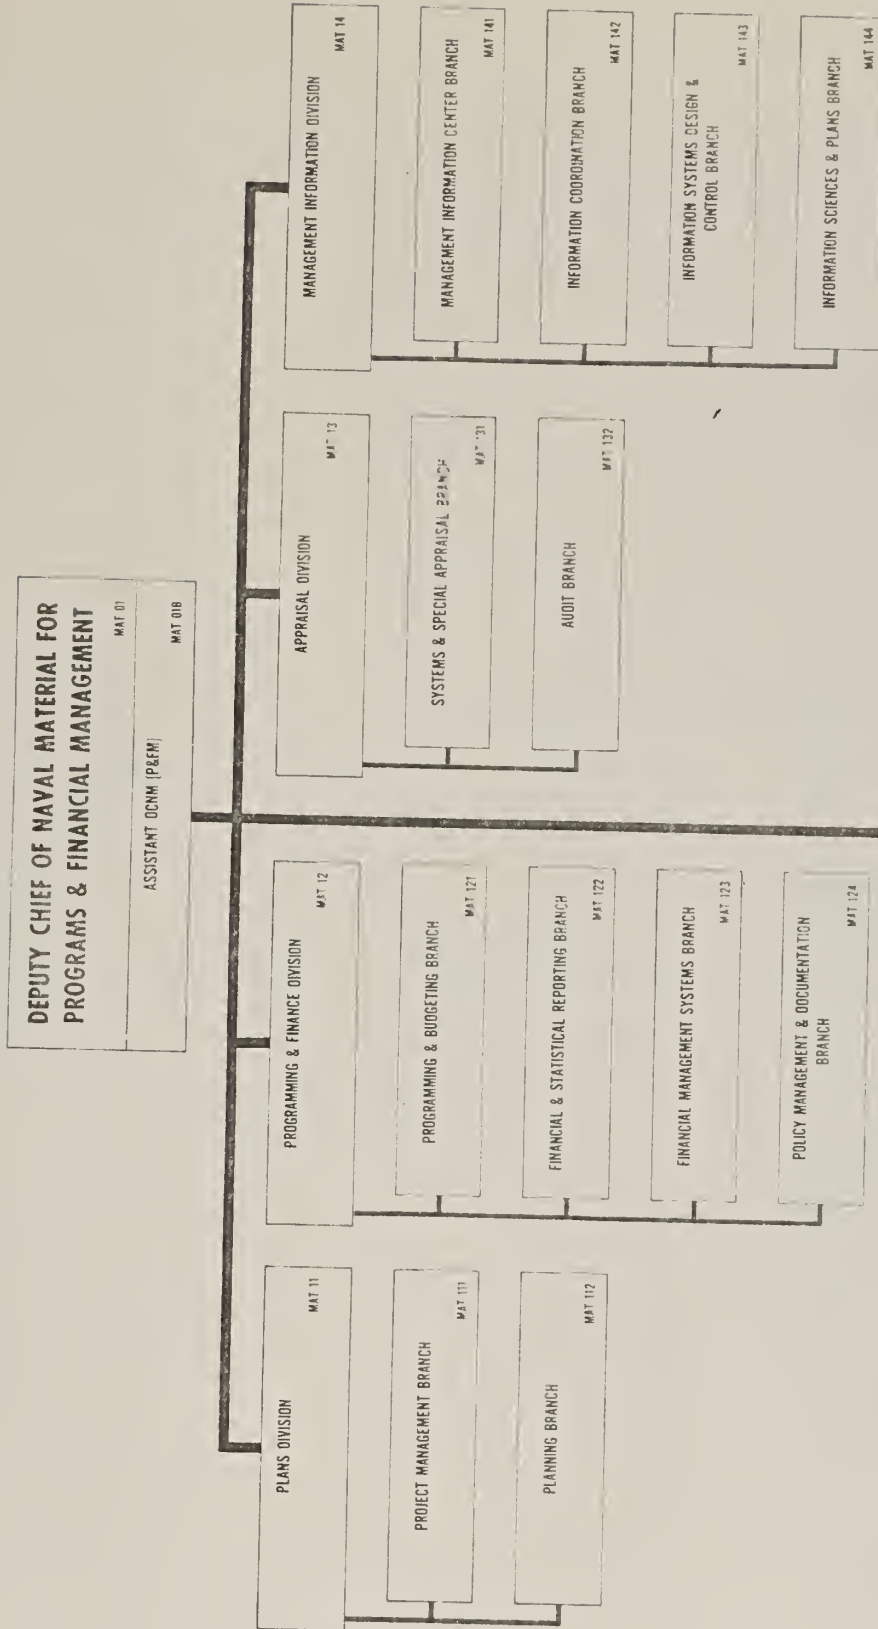 DEPUTY CHIEF OF NAVAL MATERIAL FOR
PROGRAMS & FINANCIAL MANAGEMENT
MAT 01
ASSISTANT DCNM (P&FM)
MAT 01B
PLANS DIVISION
MAT 11
PROJECT MANAGEMENT BRANCH
MAT 111
PLANNING BRANCH
MAT 112
PROGRAMMING & FINANCE DIVISION
MAT 12
PROGRAMMING & BUDGETING BRANCH
MAT 121
FINANCIAL & STATISTICAL REPORTING BRANCH
MAT 122
FINANCIAL MANAGEMENT SYSTEMS BRANCH
MAT 123
POLICY MANAGEMENT & DOCUMENTATION
BRANCH
MAT 124
APPRAISAL DIVISION
MAT 13
SYSTEMS & SPECIAL APPRAISAL BRANCH
MAT 131
AUDIT BRANCH
MAT 132
MANAGEMENT INFORMATION DIVISION
MAT 14
MANAGEMENT INFORMATION CENTER BRANCH
MAT 141
INFORMATION COORDINATION BRANCH
MAT 142
INFORMATION SYSTEMS DESIGN &
CONTROL BRANCH
MAT 143
INFORMATION SCIENCES & PLANS BRANCH
MAT 144